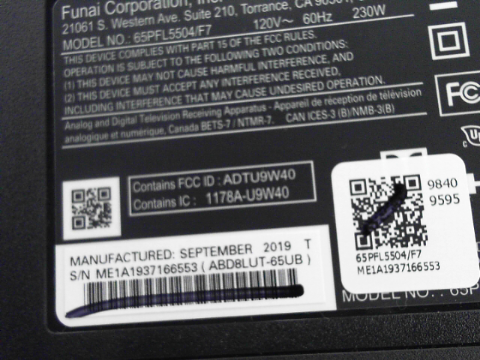 Funai Corporation, Inc.
21061 S. Western Ave. Suite 210, Torrance, CA 90501,
MODEL NO.: 65PFL5504/F7 120V~ 60Hz 230W
THIS DEVICE COMPLIES WITH PART 15 OF THE FCC RULES.
OPERATION IS SUBJECT TO THE FOLLOWING TWO CONDITIONS:
(1) THIS DEVICE MAY NOT CAUSE HARMFUL INTERFERENCE, AND
(2) THIS DEVICE MUST ACCEPT ANY INTERFERENCE RECEIVED,
INCLUDING INTERFERENCE THAT MAY CAUSE UNDESIRED OPERATION.
Analog and Digital Television Receiving Apparatus - Appareil de réception de télévision
analogique et numérique, Canada BETS-7 / NTMR-7. CAN ICES-3 (B)/NMB-3(B)
FC
Contains FCC ID : ADTU9W40
Contains IC : 1178A-U9W40
9840
9595
65PFL5504/F7
ME1A1937166553
MANUFACTURED: SEPTEMBER 2019 T
S/N ME1A1937166553 ( ABD8LUT-65UB )
MODEL NO. : 65P